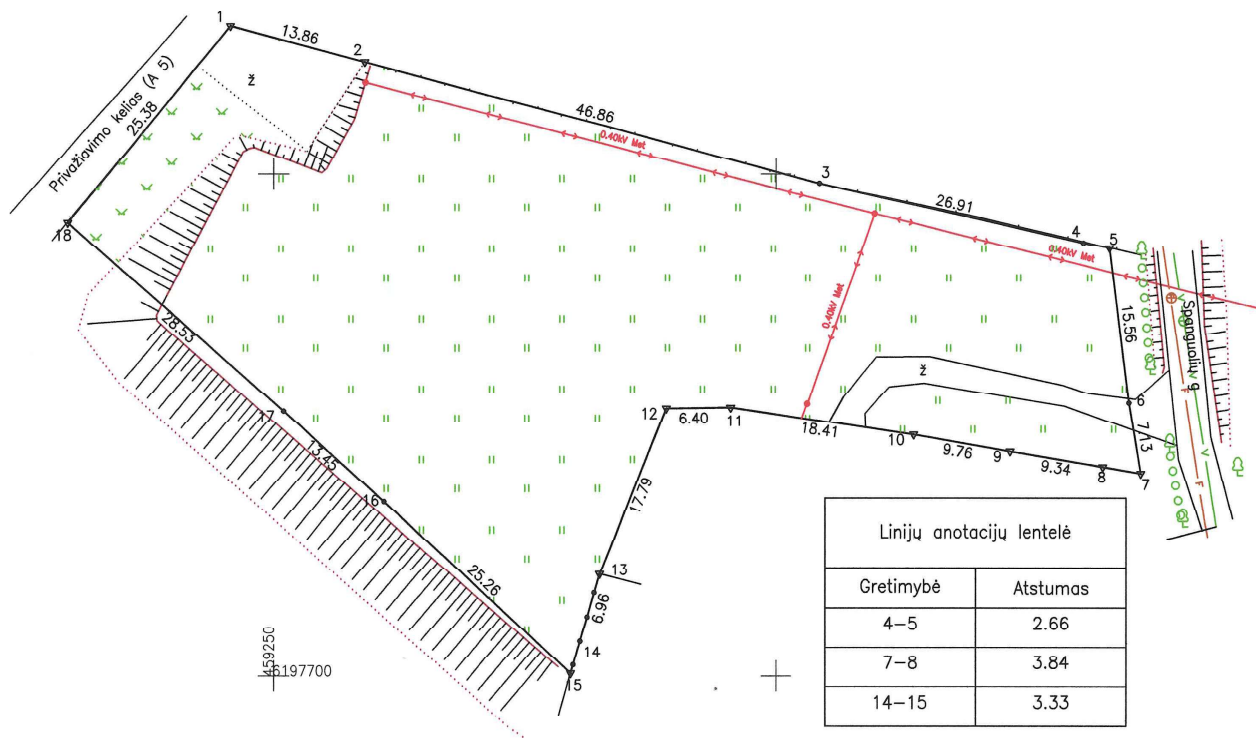 1
13.86
2
ž
Privažiavimo kelias (A 5)
25.38
46.86
0.40kV Met
3
26.91
4
5
0.40kV Met
18
0.40kV Met
15.56
Spanguolių g
V
V
28.53
ž
6
17
12
6.40
11
18.41
10
9.76
9
9.34
8
7
7.13
F
V
F
13.45
16
17.79
25.26
13
6.96
14
15
459250
6197700
Linijų anotacijų lentelė
Gretimybė Atstumas
4–5 2.66
7–8 3.84
14–15 3.33